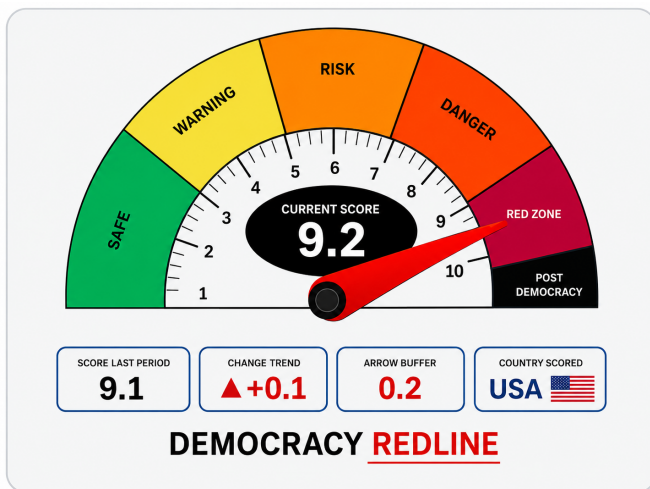 SAFE
WARNING
RISK
DANGER
RED ZONE
POST
DEMOCRACY
1
2
3
4
5
6
7
8
9
10
CURRENT SCORE
9.2
SCORE LAST PERIOD
9.1
CHANGE TREND
▲ +0.1
ARROW BUFFER
0.2
COUNTRY SCORED
USA
DEMOCRACY REDLINE